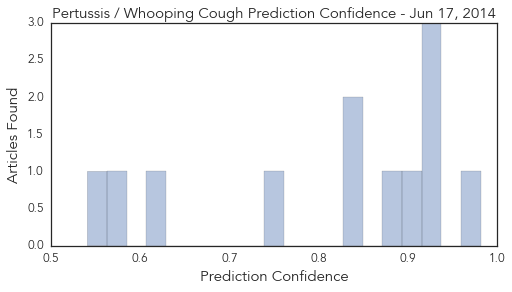 Pertussis / Whooping Cough Prediction Confidence - Jun 17, 2014
3.0
2.5
2.0
1.5
1.0
0.5
0.0
Articles Found
0.5 0.6 0.7 0.8 0.9 1.0
Prediction Confidence